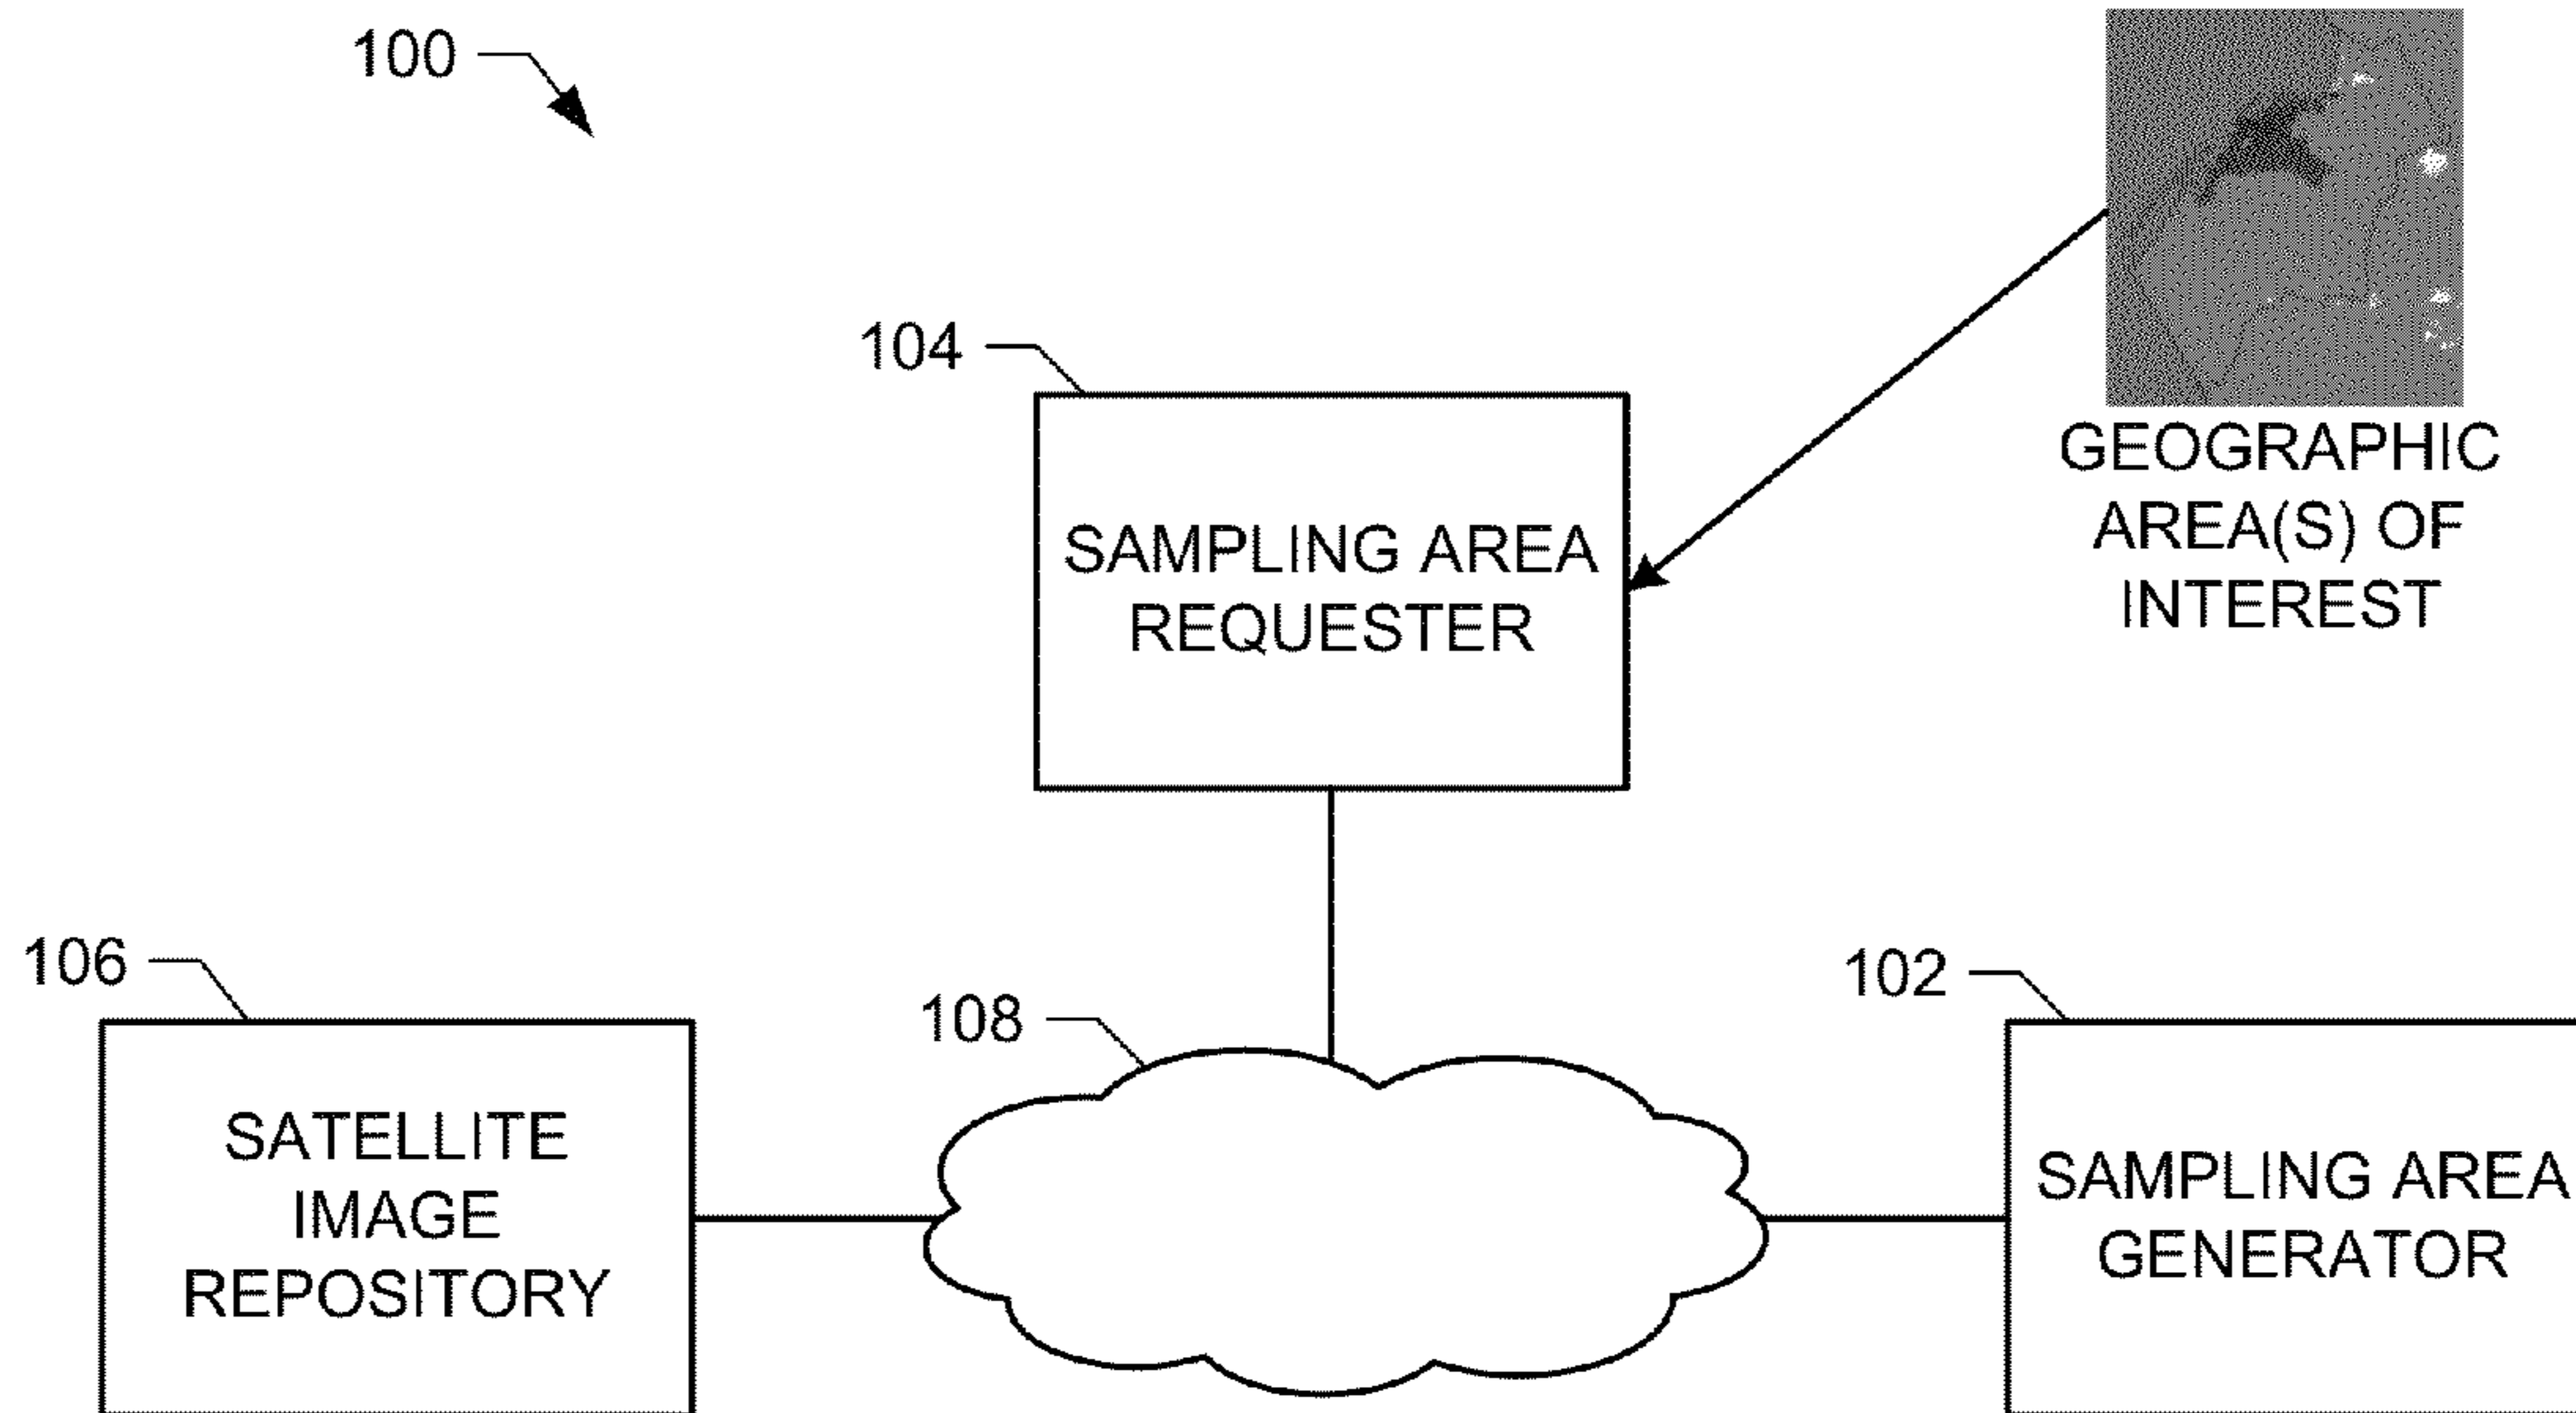 100
104
SAMPLING AREA
REQUESTER
GEOGRAPHIC
AREA(S) OF
INTEREST
106
SATELLITE
IMAGE
REPOSITORY
108
102
SAMPLING AREA
GENERATOR